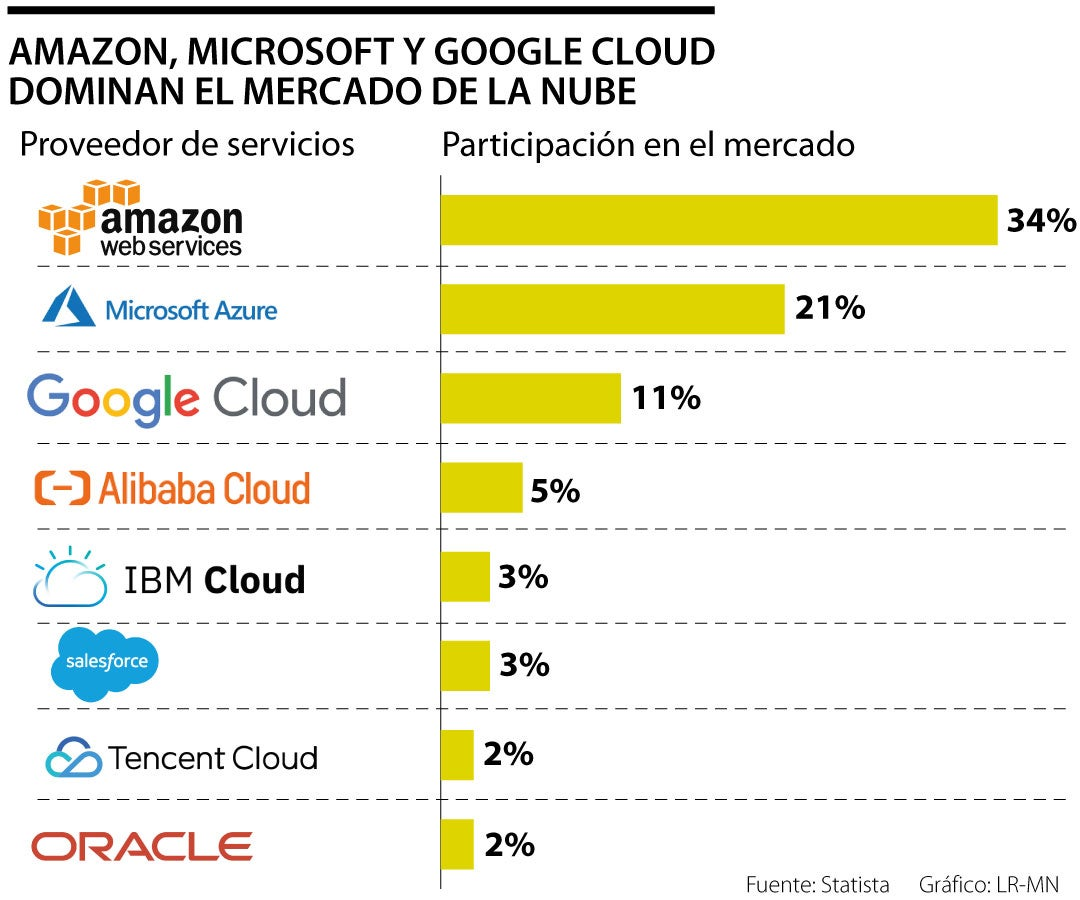 AMAZON, MICROSOFT Y GOOGLE CLOUD
DOMINAN EL MERCADO DE LA NUBE
Proveedor de servicios
Participación en el mercado
amazon
web services
34%
Microsoft Azure
21%
Google Cloud
11%
Alibaba Cloud
5%
IBM Cloud
3%
salesforce
3%
Tencent Cloud
2%
ORACLE
2%
Fuente: Statista
Gráfico: LR-MN